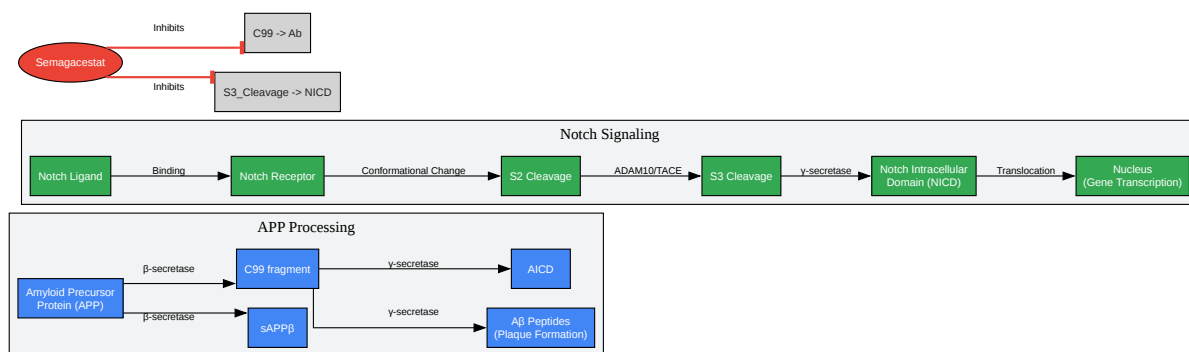 Inhibits
C99 -> Ab
Semagacestat
Inhibits
S3_Cleavage -> NICD
Notch Signaling
Notch Ligand
Binding
Notch Receptor
Conformational Change
S2 Cleavage
ADAM10/TACE
S3 Cleavage
γ-secretase
Notch Intracellular
Domain (NICD)
Translocation
Nucleus
(Gene Transcription)
APP Processing
Amyloid Precursor
Protein (APP)
β-secretase
C99 fragment
γ-secretase
AICD
β-secretase
sAPPβ
γ-secretase
Aβ Peptides
(Plaque Formation)